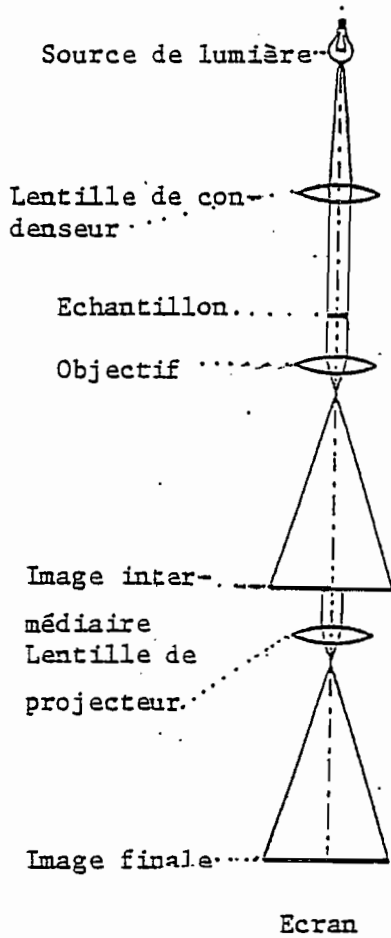 Source de lumière
Lentille de con-
denseur
Echantillon
Objectif
Image inter-
médiaire
Lentille de
projecteur
Image finale
Ecran